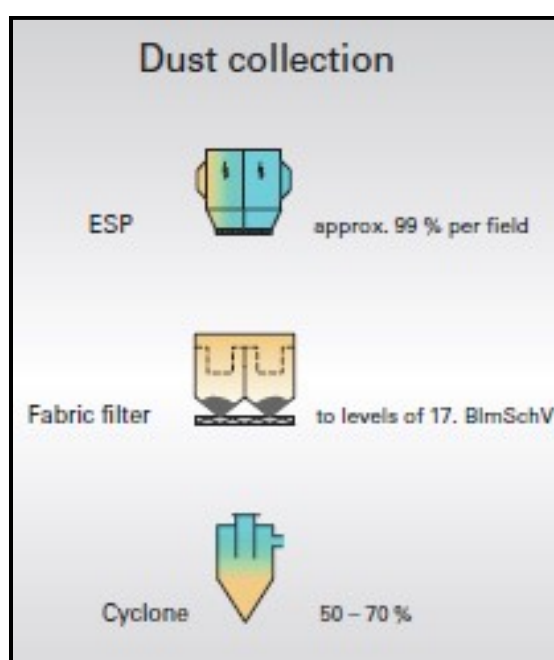 Dust collection
ESP approx. 99 % per field
Fabric filter to levels of 17. BImSchV
Cyclone 50 – 70 %